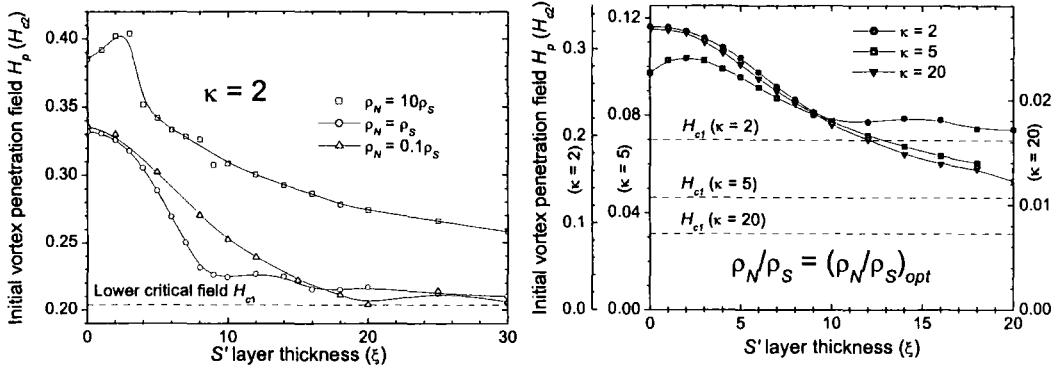 Initial vortex penetration field H_p (H_c2)
0.40
0.35
0.30
0.25
0.20
κ = 2
ρ_N = 10ρ_S
ρ_N = ρ_S
ρ_N = 0.1ρ_S
Lower critical field H_c1
0 10 20 30
S' layer thickness (ξ)
Initial vortex penetration field H_p (H_c2)
0.3
0.2
0.1
0.0
(κ = 2)
0.12
0.08
0.04
0.00
(κ = 5)
κ = 2
κ = 5
κ = 20
H_c1 (κ = 2)
H_c1 (κ = 5)
H_c1 (κ = 20)
ρ_N/ρ_S = (ρ_N/ρ_S)_opt
0.02
0.01
0.00
(κ = 20)
0 5 10 15 20
S' layer thickness (ξ)